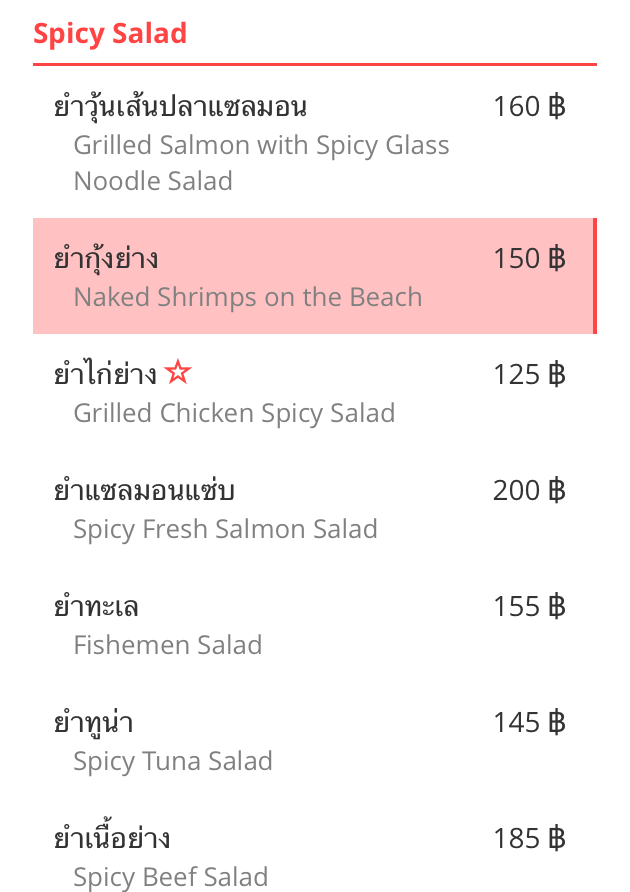 Spicy Salad
ยำวุ้นเส้นปลาแซลมอน 160 ฿
Grilled Salmon with Spicy Glass
Noodle Salad
ยำกุ้งย่าง 150 ฿
Naked Shrimps on the Beach
ยำไก่ย่าง ☆ 125 ฿
Grilled Chicken Spicy Salad
ยำแซลมอนแซ่บ 200 ฿
Spicy Fresh Salmon Salad
ยำทะเล 155 ฿
Fishemen Salad
ยำทูน่า 145 ฿
Spicy Tuna Salad
ยำเนื้อย่าง 185 ฿
Spicy Beef Salad